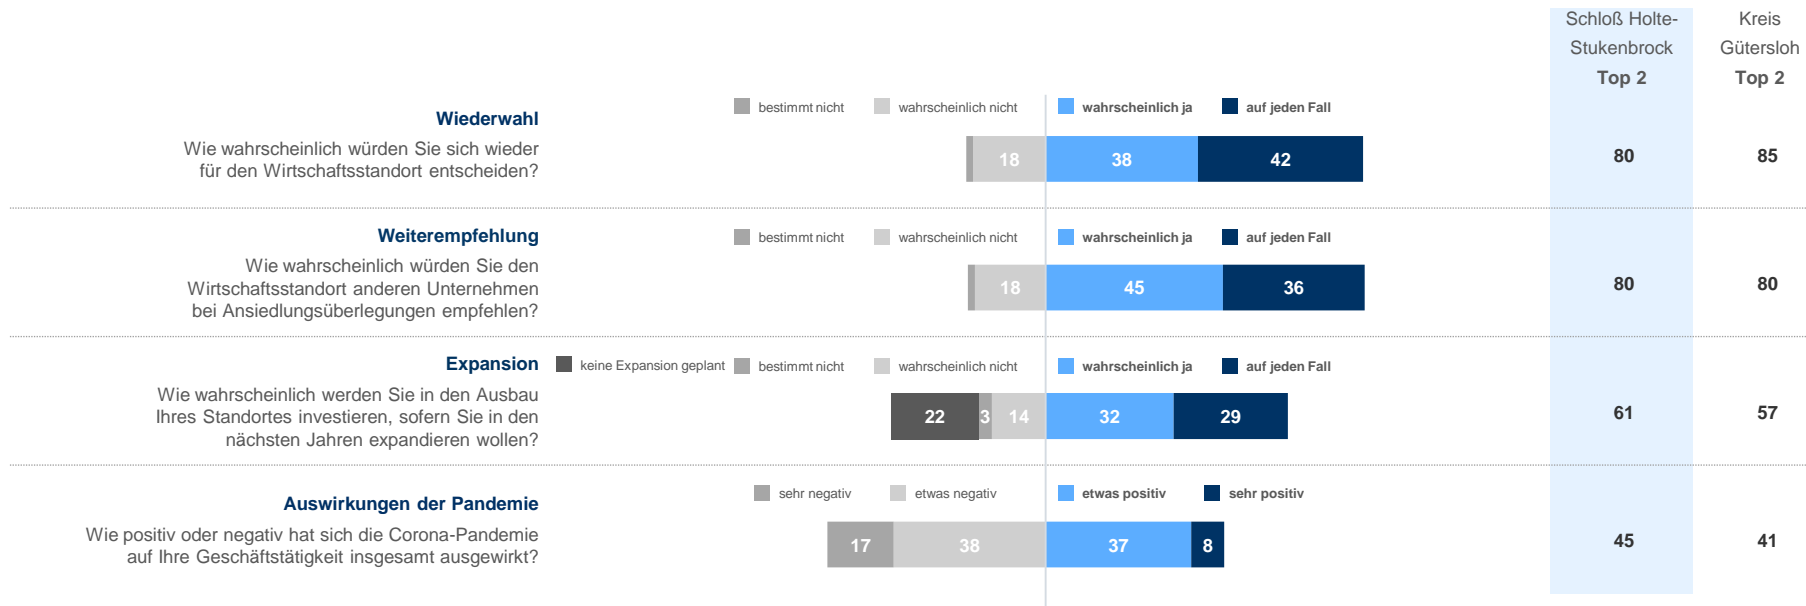 Schloß Holte-
Stukenbrock
Top 2
Kreis
Gütersloh
Top 2
Wiederwahl
Wie wahrscheinlich würden Sie sich wieder
für den Wirtschaftsstandort entscheiden?
bestimmt nicht wahrscheinlich nicht wahrscheinlich ja auf jeden Fall
18 38 42
80 85
Weiterempfehlung
Wie wahrscheinlich würden Sie den
Wirtschaftsstandort anderen Unternehmen
bei Ansiedlungsüberlegungen empfehlen?
bestimmt nicht wahrscheinlich nicht wahrscheinlich ja auf jeden Fall
18 45 36
80 80
Expansion
Wie wahrscheinlich werden Sie in den Ausbau
Ihres Standortes investieren, sofern Sie in den
nächsten Jahren expandieren wollen?
keine Expansion geplant bestimmt nicht wahrscheinlich nicht wahrscheinlich ja auf jeden Fall
22 3 14 32 29
61 57
Auswirkungen der Pandemie
Wie positiv oder negativ hat sich die Corona-Pandemie
auf Ihre Geschäftstätigkeit insgesamt ausgewirkt?
sehr negativ etwas negativ etwas positiv sehr positiv
17 38 37 8
45 41